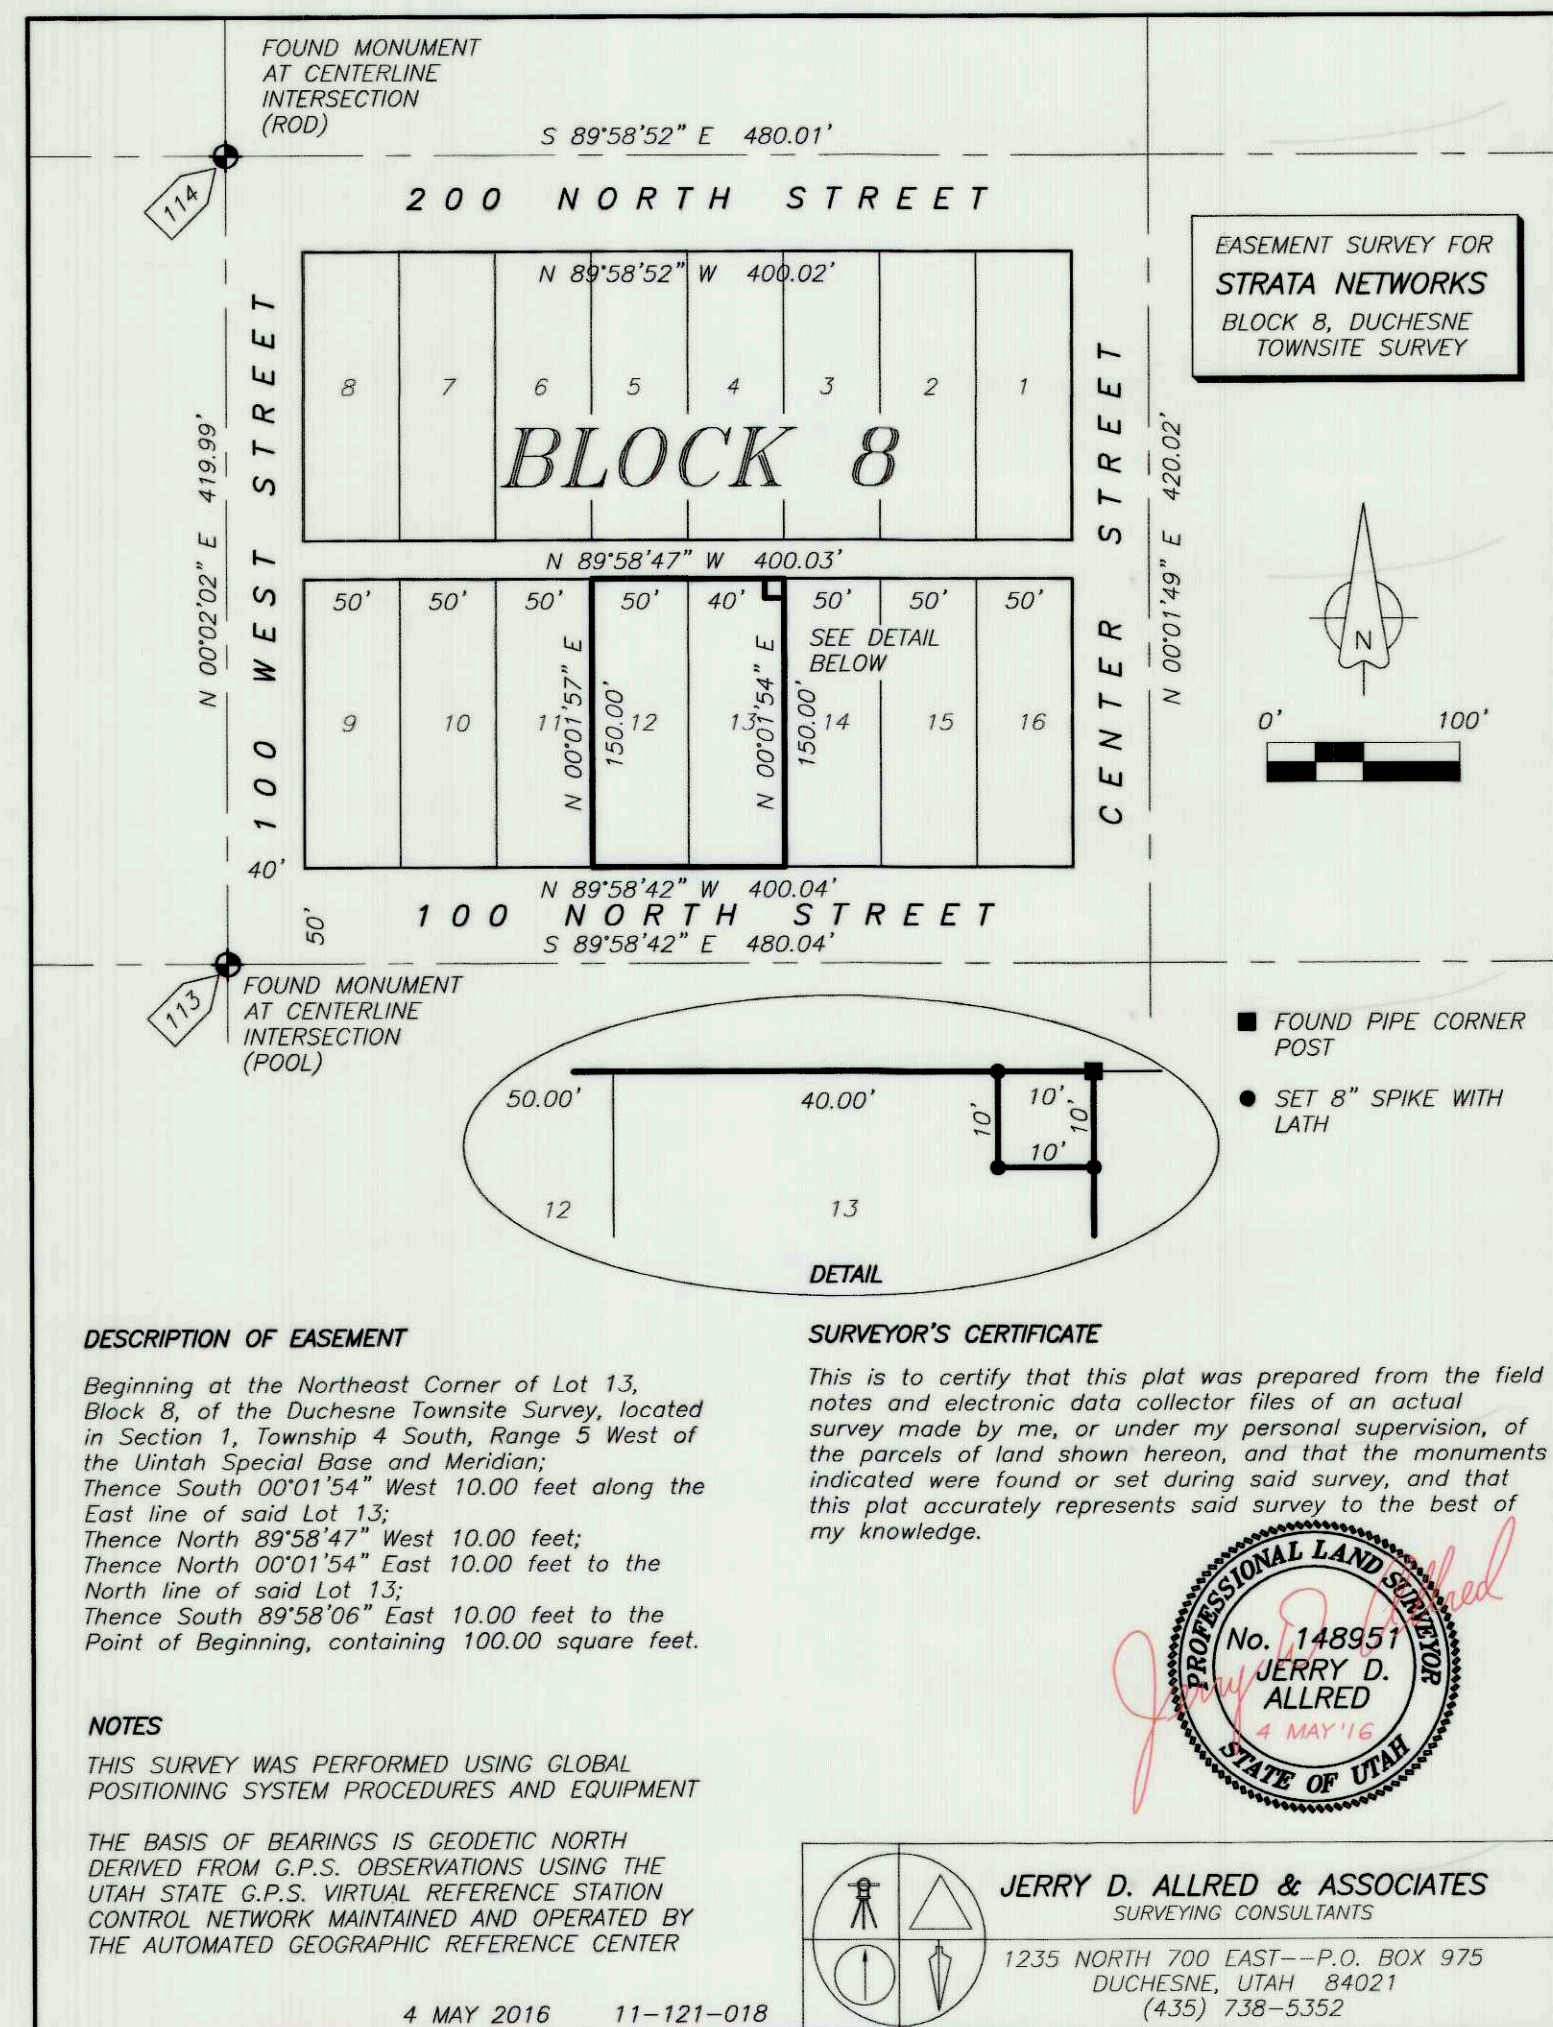 FOUND MONUMENT
AT CENTERLINE
INTERSECTION
(ROD)
S 89°58'52" E 480.01'
114
200 NORTH STREET
EASEMENT SURVEY FOR
STRATA NETWORKS
BLOCK 8, DUCHESNE
TOWNSITE SURVEY
N 89°58'52" W 400.02'
8 7 6 5 4 3 2 1
BLOCK 8
100 WEST STREET
N 00°02'02" E 419.99'
CENTER STREET
N 00°01'49" E 420.02'
N 89°58'47" W 400.03'
50' 50' 50' 50' 40' 50' 50' 50'
SEE DETAIL
BELOW
N 00°01'57" E
150.00'
N 00°01'54" E
150.00'
9 10 11 12 13 14 15 16
N
0' 100'
40'
N 89°58'42" W 400.04'
100 NORTH STREET
50'
S 89°58'42" E 480.04'
113
FOUND MONUMENT
AT CENTERLINE
INTERSECTION
(POOL)
FOUND PIPE CORNER
POST
SET 8" SPIKE WITH
LATH
50.00' 40.00' 10'
10' 10'
10'
12 13
DETAIL
DESCRIPTION OF EASEMENT
Beginning at the Northeast Corner of Lot 13,
Block 8, of the Duchesne Townsite Survey, located
in Section 1, Township 4 South, Range 5 West of
the Uintah Special Base and Meridian;
Thence South 00°01'54" West 10.00 feet along the
East line of said Lot 13;
Thence North 89°58'47" West 10.00 feet;
Thence North 00°01'54" East 10.00 feet to the
North line of said Lot 13;
Thence South 89°58'06" East 10.00 feet to the
Point of Beginning, containing 100.00 square feet.
NOTES
THIS SURVEY WAS PERFORMED USING GLOBAL
POSITIONING SYSTEM PROCEDURES AND EQUIPMENT
THE BASIS OF BEARINGS IS GEODETIC NORTH
DERIVED FROM G.P.S. OBSERVATIONS USING THE
UTAH STATE G.P.S. VIRTUAL REFERENCE STATION
CONTROL NETWORK MAINTAINED AND OPERATED BY
THE AUTOMATED GEOGRAPHIC REFERENCE CENTER
4 MAY 2016 11-121-018
SURVEYOR'S CERTIFICATE
This is to certify that this plat was prepared from the field
notes and electronic data collector files of an actual
survey made by me, or under my personal supervision, of
the parcels of land shown hereon, and that the monuments
indicated were found or set during said survey, and that
this plat accurately represents said survey to the best of
my knowledge.
PROFESSIONAL LAND SURVEYOR
No. 148951
JERRY D.
ALLRED
4 MAY '16
STATE OF UTAH
Jerry D Allred
JERRY D. ALLRED & ASSOCIATES
SURVEYING CONSULTANTS
1235 NORTH 700 EAST--P.O. BOX 975
DUCHESNE, UTAH 84021
(435) 738-5352